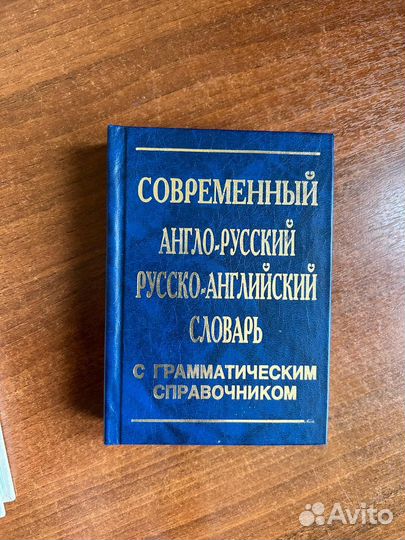 СОВРЕМЕННЫЙ
АНГЛО-РУССКИЙ
РУССКО-АНГЛИЙСКИЙ
СЛОВАРЬ
С ГРАММАТИЧЕСКИМ
СПРАВОЧНИКОМ
Avito